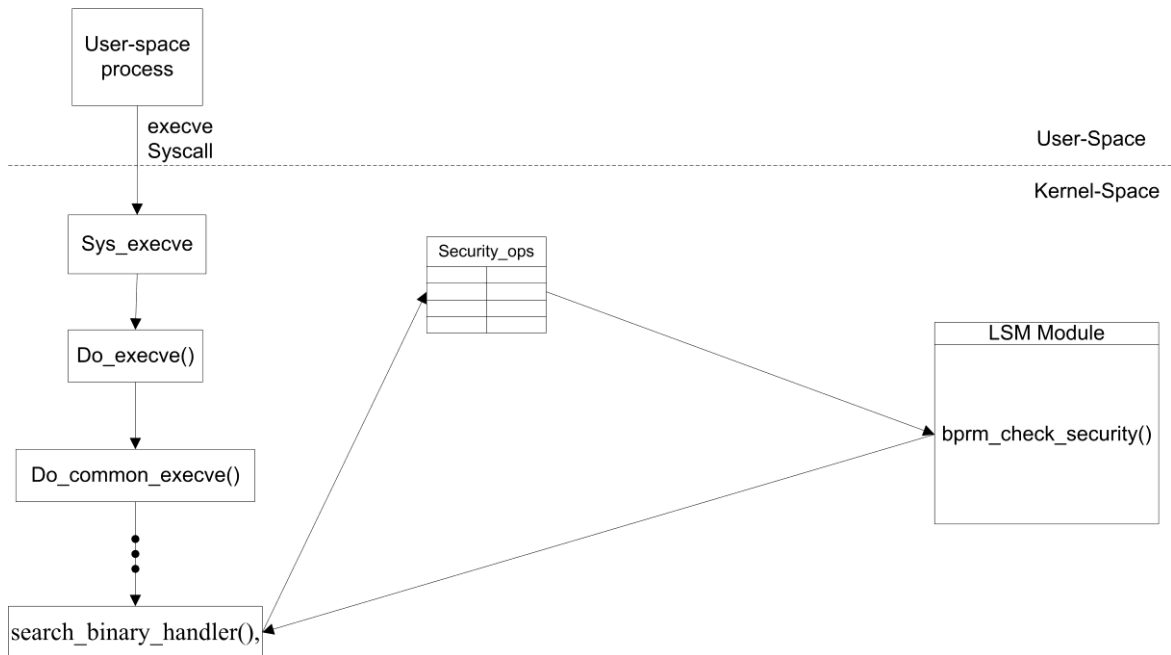 User-space
process
execve
Syscall
User-Space
Kernel-Space
Sys_execve
Security_ops
Do_execve()
LSM Module
bprm_check_security()
Do_common_execve()
search_binary_handler(),